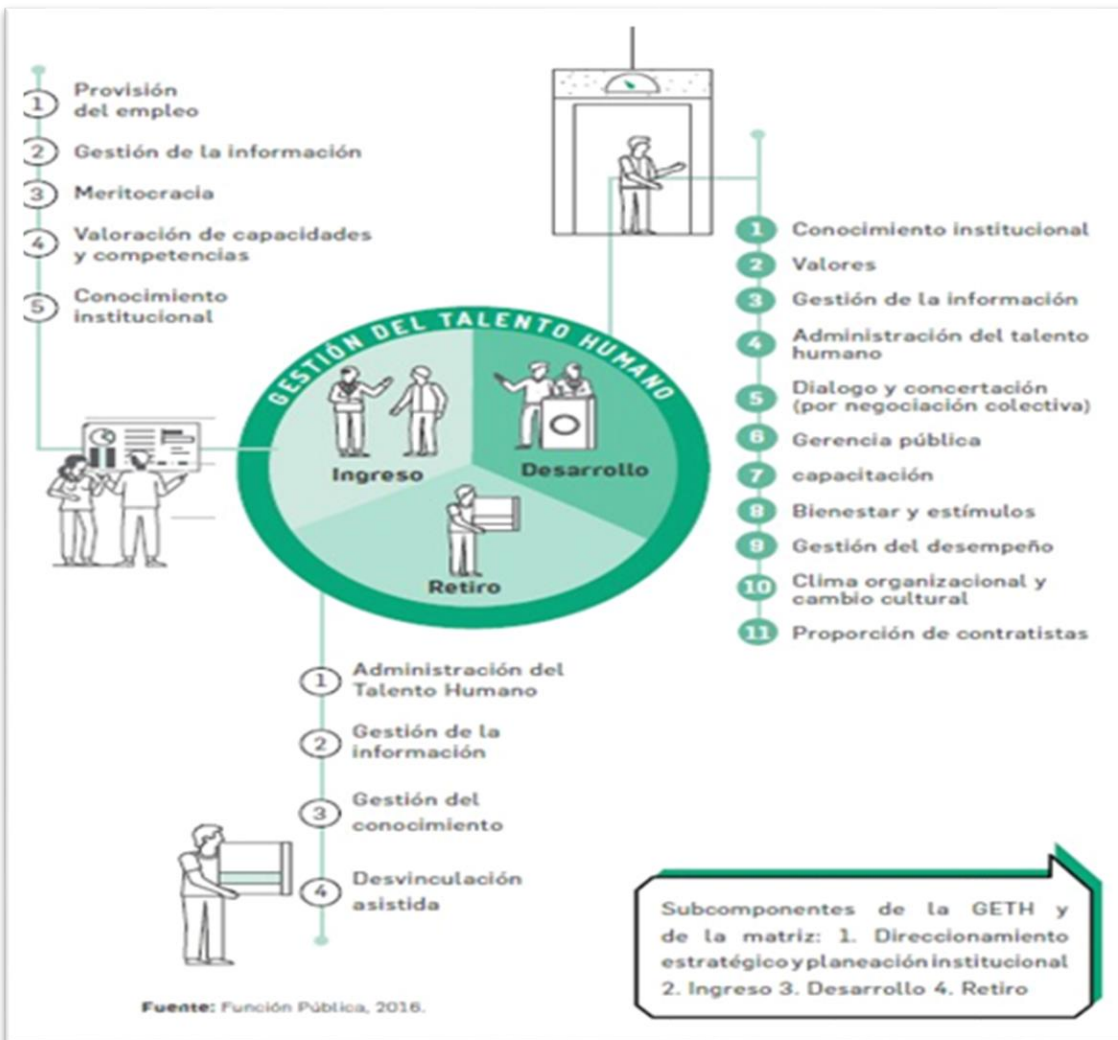 1 Provisión
del empleo
2 Gestión de la información
3 Meritocracia
4 Valoración de capacidades
y competencias
5 Conocimiento
institucional
GESTIÓN DEL TALENTO HUMANO
Ingreso
Desarrollo
Retiro
1 Conocimiento institucional
2 Valores
3 Gestión de la información
4 Administración del talento
humano
5 Dialogo y concertación
(por negociación colectiva)
6 Gerencia pública
7 capacitación
8 Bienestar y estímulos
9 Gestión del desempeño
10 Clima organizacional y
cambio cultural
11 Proporción de contratistas
1 Administración del
Talento Humano
2 Gestión de la
información
3 Gestión del
conocimiento
4 Desvinculación
asistida
Subcomponentes de la GETH y
de la matriz: 1. Direccionamiento
estratégico y planeación institucional
2. Ingreso 3. Desarrollo 4. Retiro
Fuente: Función Pública, 2016.